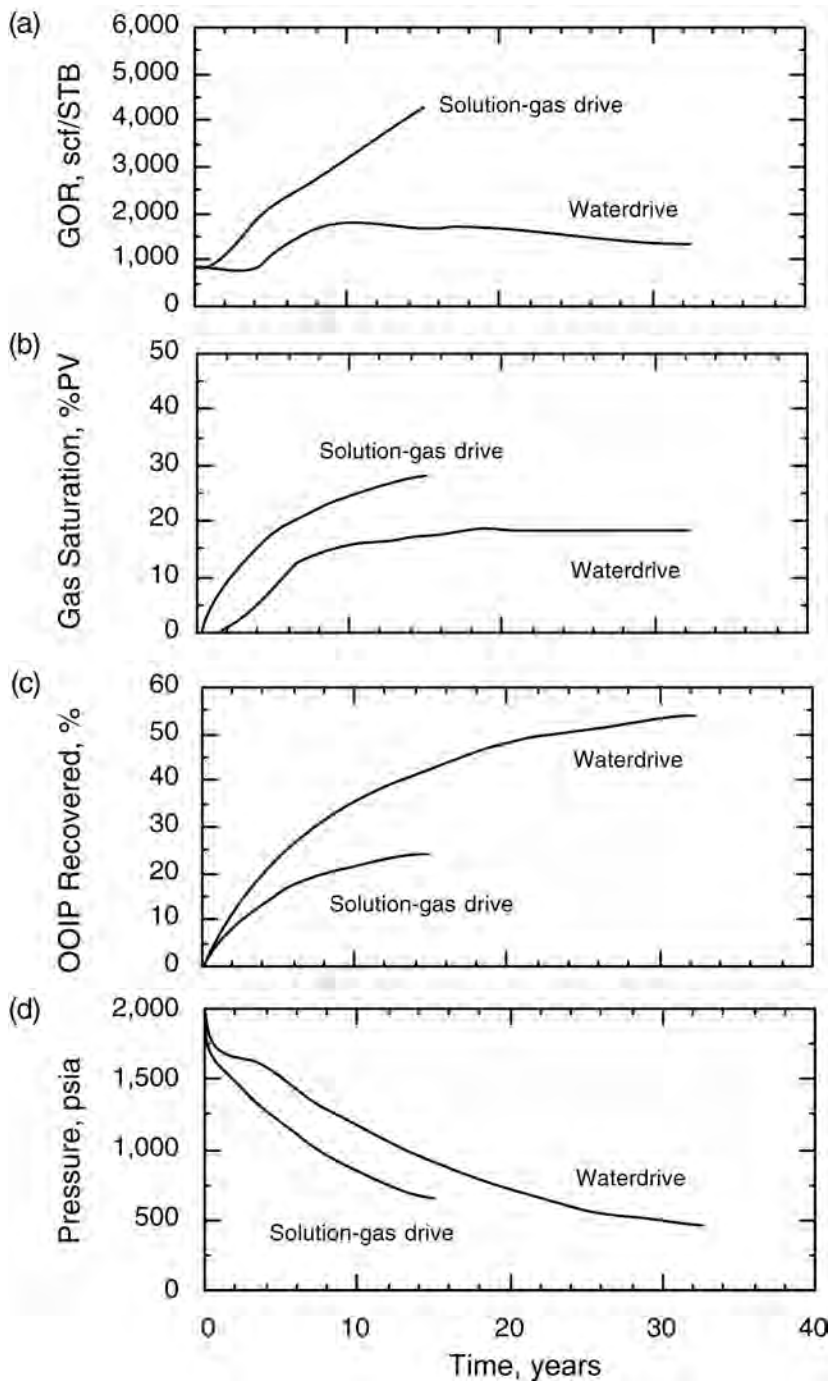 (a)
6,000
5,000
4,000
3,000
2,000
1,000
0
GOR, scf/STB
Solution-gas drive
Waterdrive
(b)
50
40
30
20
10
0
Gas Saturation, %PV
Solution-gas drive
Waterdrive
(c)
60
50
40
30
20
10
0
OOIP Recovered, %
Waterdrive
Solution-gas drive
(d)
2,000
1,500
1,000
500
0
Pressure, psia
Waterdrive
Solution-gas drive
0 10 20 30 40
Time, years